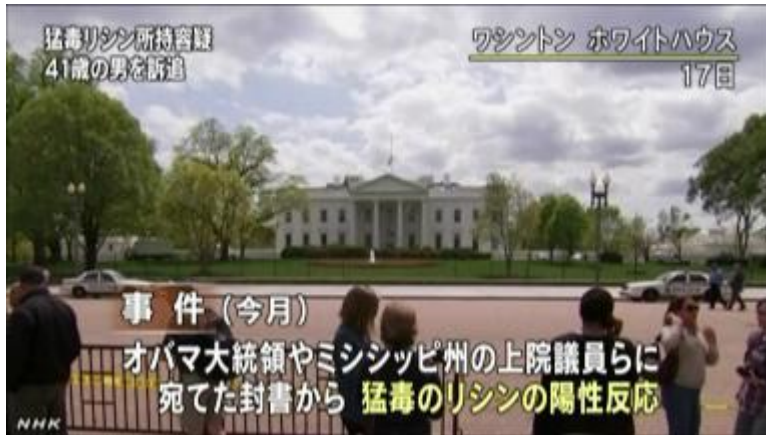 猛毒リシン所持容疑
41歳の男を訴追
ワシントン ホワイトハウス
17日
事件（今月）
オバマ大統領やミシシッピ州の上院議員らに
宛てた封書から 猛毒のリシンの陽性反応
NHK